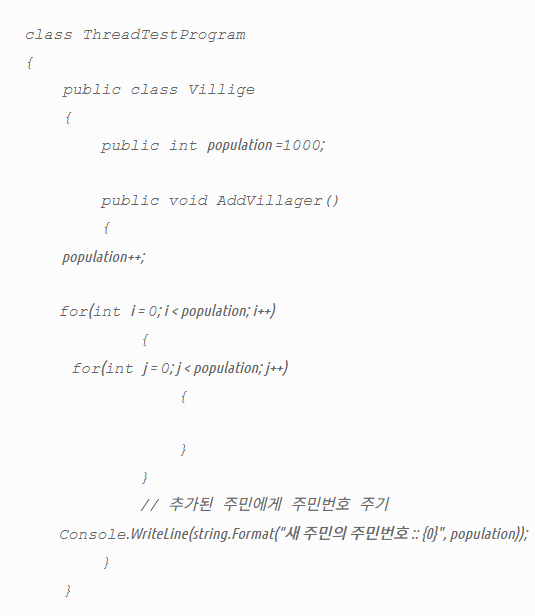 class ThreadTestProgram
{
public class Villige
{
public int population =1000;
public void AddVillager()
{
population++;
for(int i = 0; i < population; i++)
{
for(int j = 0; j < population; j++)
{
}
}
// 추가된 주민에게 주민번호 주기
Console.WriteLine(string.Format("새 주민의 주민번호 :: {0}", population));
}
}